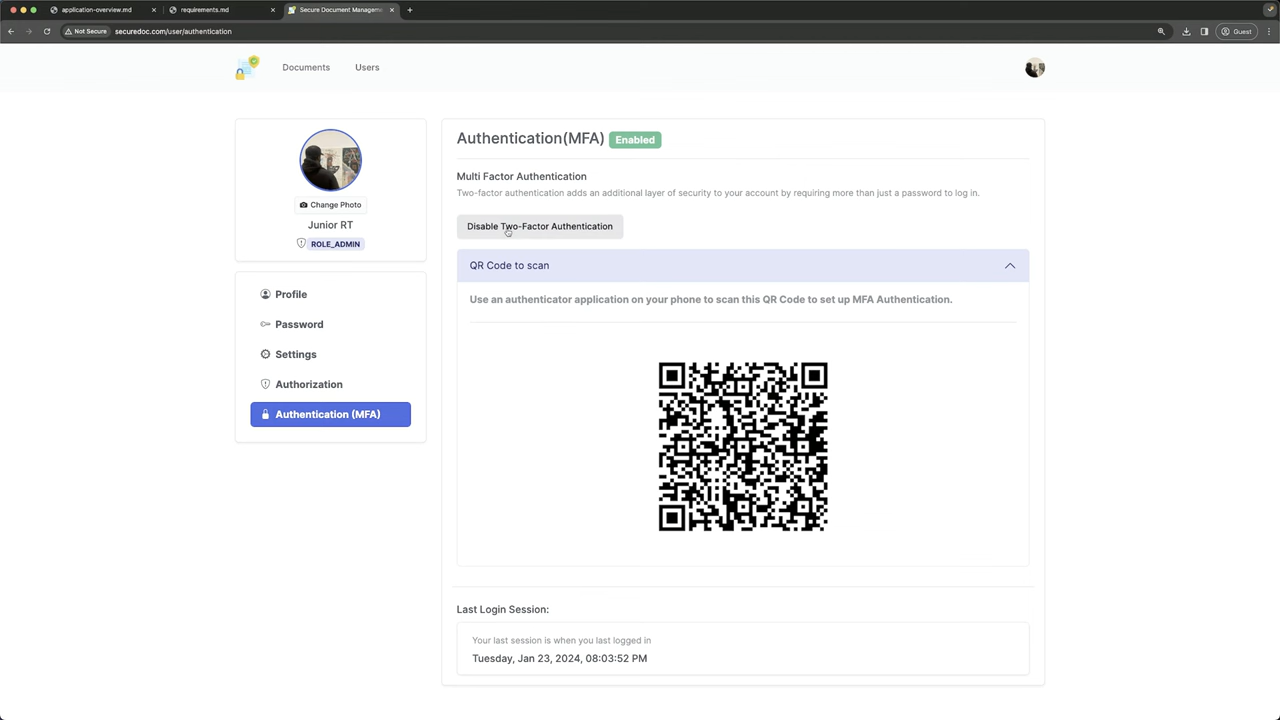 application-overview.md
requirements.md
Secure Document Managem
Not Secure
securedoc.com/user/authentication
Guest
Documents
Users
Change Photo
Junior RT
ROLE_ADMIN
Profile
Password
Settings
Authorization
Authentication (MFA)
Authentication(MFA) Enabled
Multi Factor Authentication
Two-factor authentication adds an additional layer of security to your account by requiring more than just a password to log in.
Disable Two-Factor Authentication
QR Code to scan
Use an authenticator application on your phone to scan this QR Code to set up MFA Authentication.
Last Login Session:
Your last session is when you last logged in
Tuesday, Jan 23, 2024, 08:03:52 PM